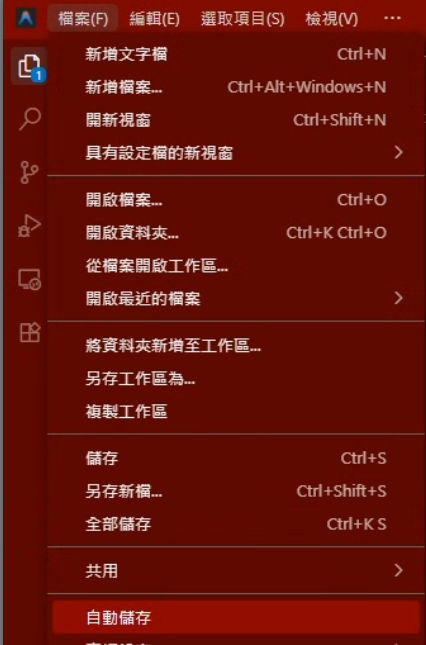 檔案(F) 編輯(E) 選取項目(S) 檢視(V) ···
新增文字檔 Ctrl+N
新增檔案... Ctrl+Alt+Windows+N
開新視窗 Ctrl+Shift+N
具有設定檔的新視窗
開啟檔案... Ctrl+O
開啟資料夾... Ctrl+K Ctrl+O
從檔案開啟工作區...
開啟最近的檔案
將資料夾新增至工作區...
另存工作區為...
複製工作區
儲存 Ctrl+S
另存新檔... Ctrl+Shift+S
全部儲存 Ctrl+K S
共用
自動儲存
1